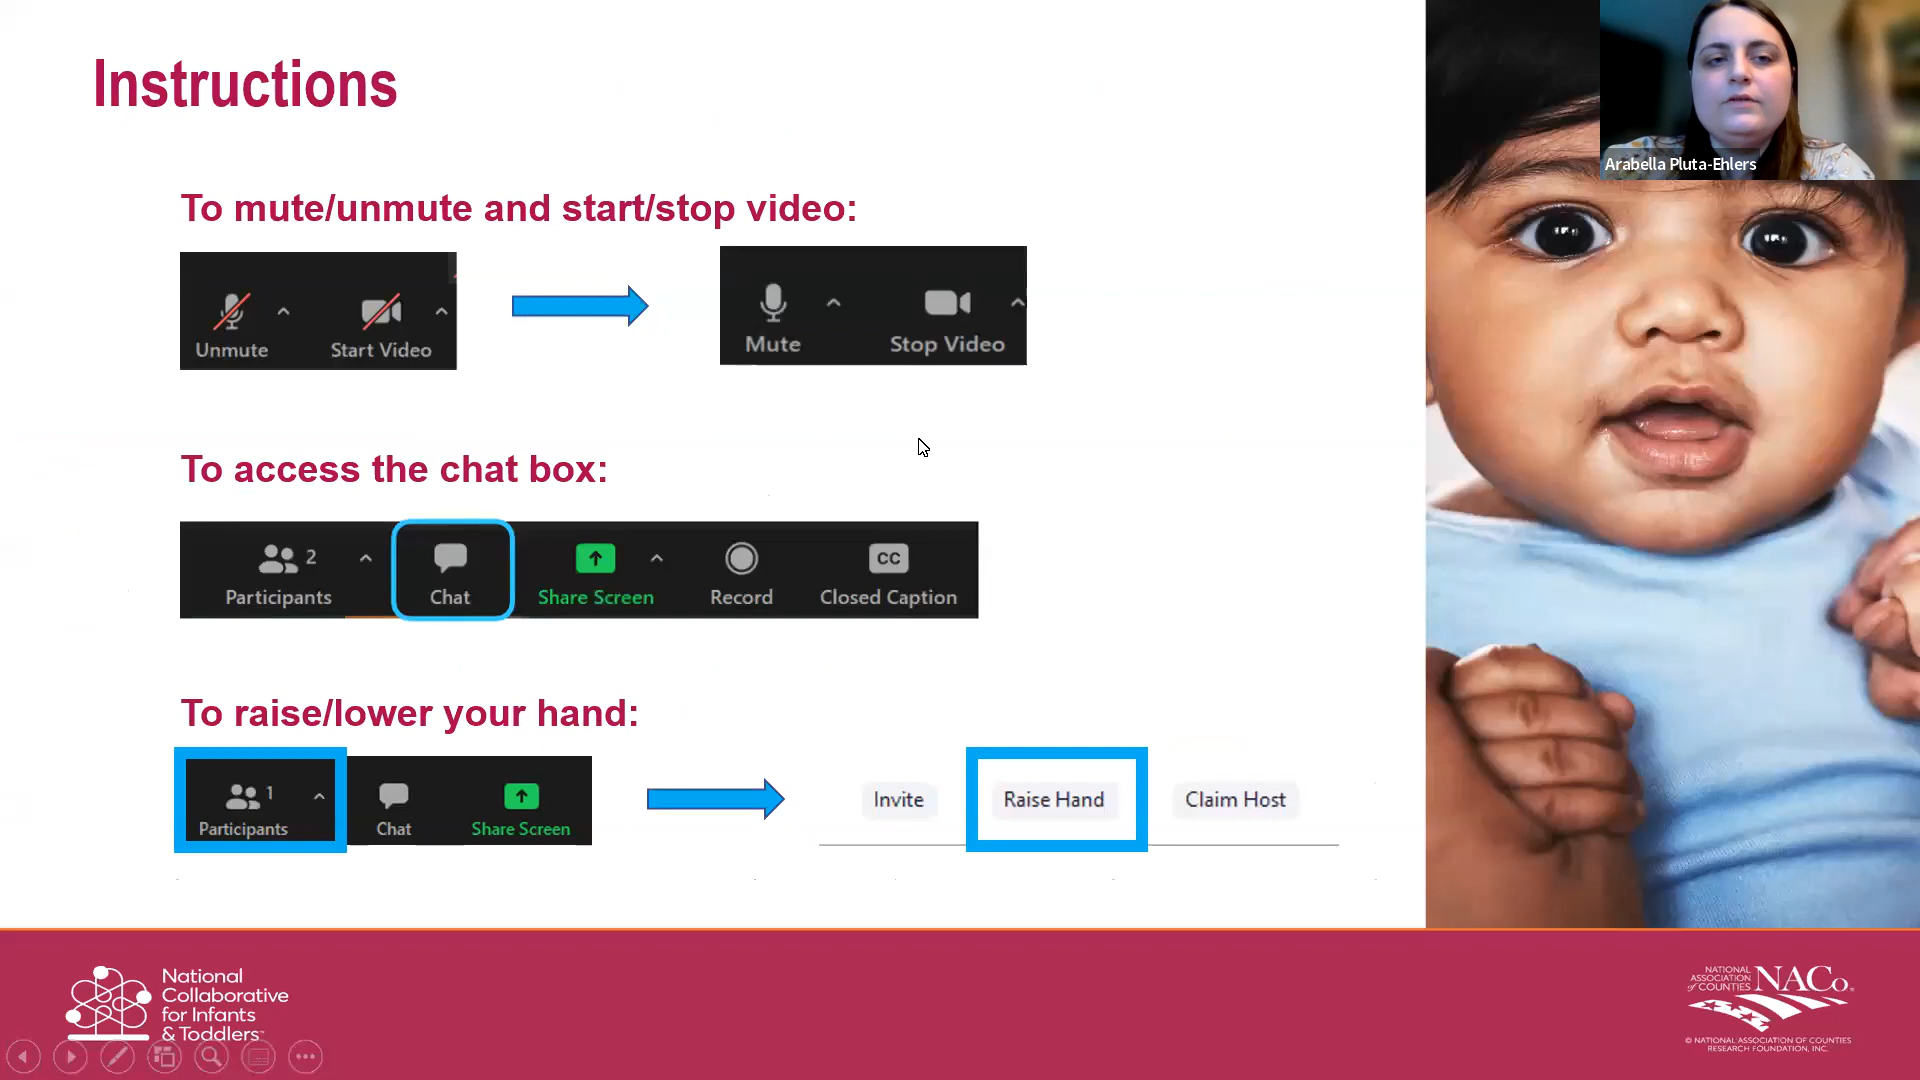 Instructions
Arabella Pluta-Ehlers
To mute/unmute and start/stop video:
Unmute Start Video
Mute Stop Video
To access the chat box:
2
Participants Chat Share Screen Record CC Closed Caption
To raise/lower your hand:
1
Participants Chat Share Screen
Invite Raise Hand Claim Host
National
Collaborative
for Infants
& Toddlers™
NATIONAL
ASSOCIATION
of COUNTIES NACo®
© NATIONAL ASSOCIATION OF COUNTIES
RESEARCH FOUNDATION, INC.